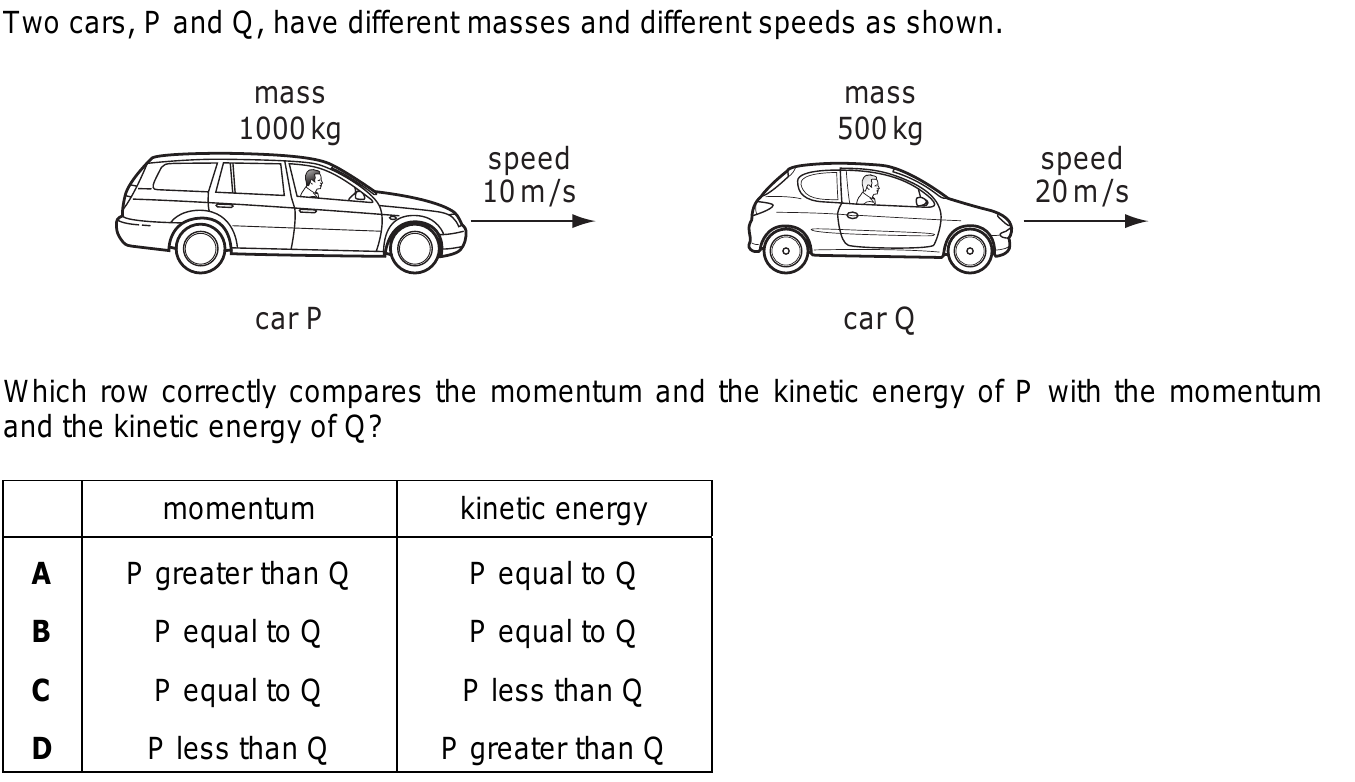 Two cars, P and Q, have different masses and different speeds as shown.
mass
1000 kg
speed
10 m/s
car P
mass
500 kg
speed
20 m/s
car Q
Which row correctly compares the momentum and the kinetic energy of P with the momentum
and the kinetic energy of Q?
momentum kinetic energy
A P greater than Q P equal to Q
B P equal to Q P equal to Q
C P equal to Q P less than Q
D P less than Q P greater than Q